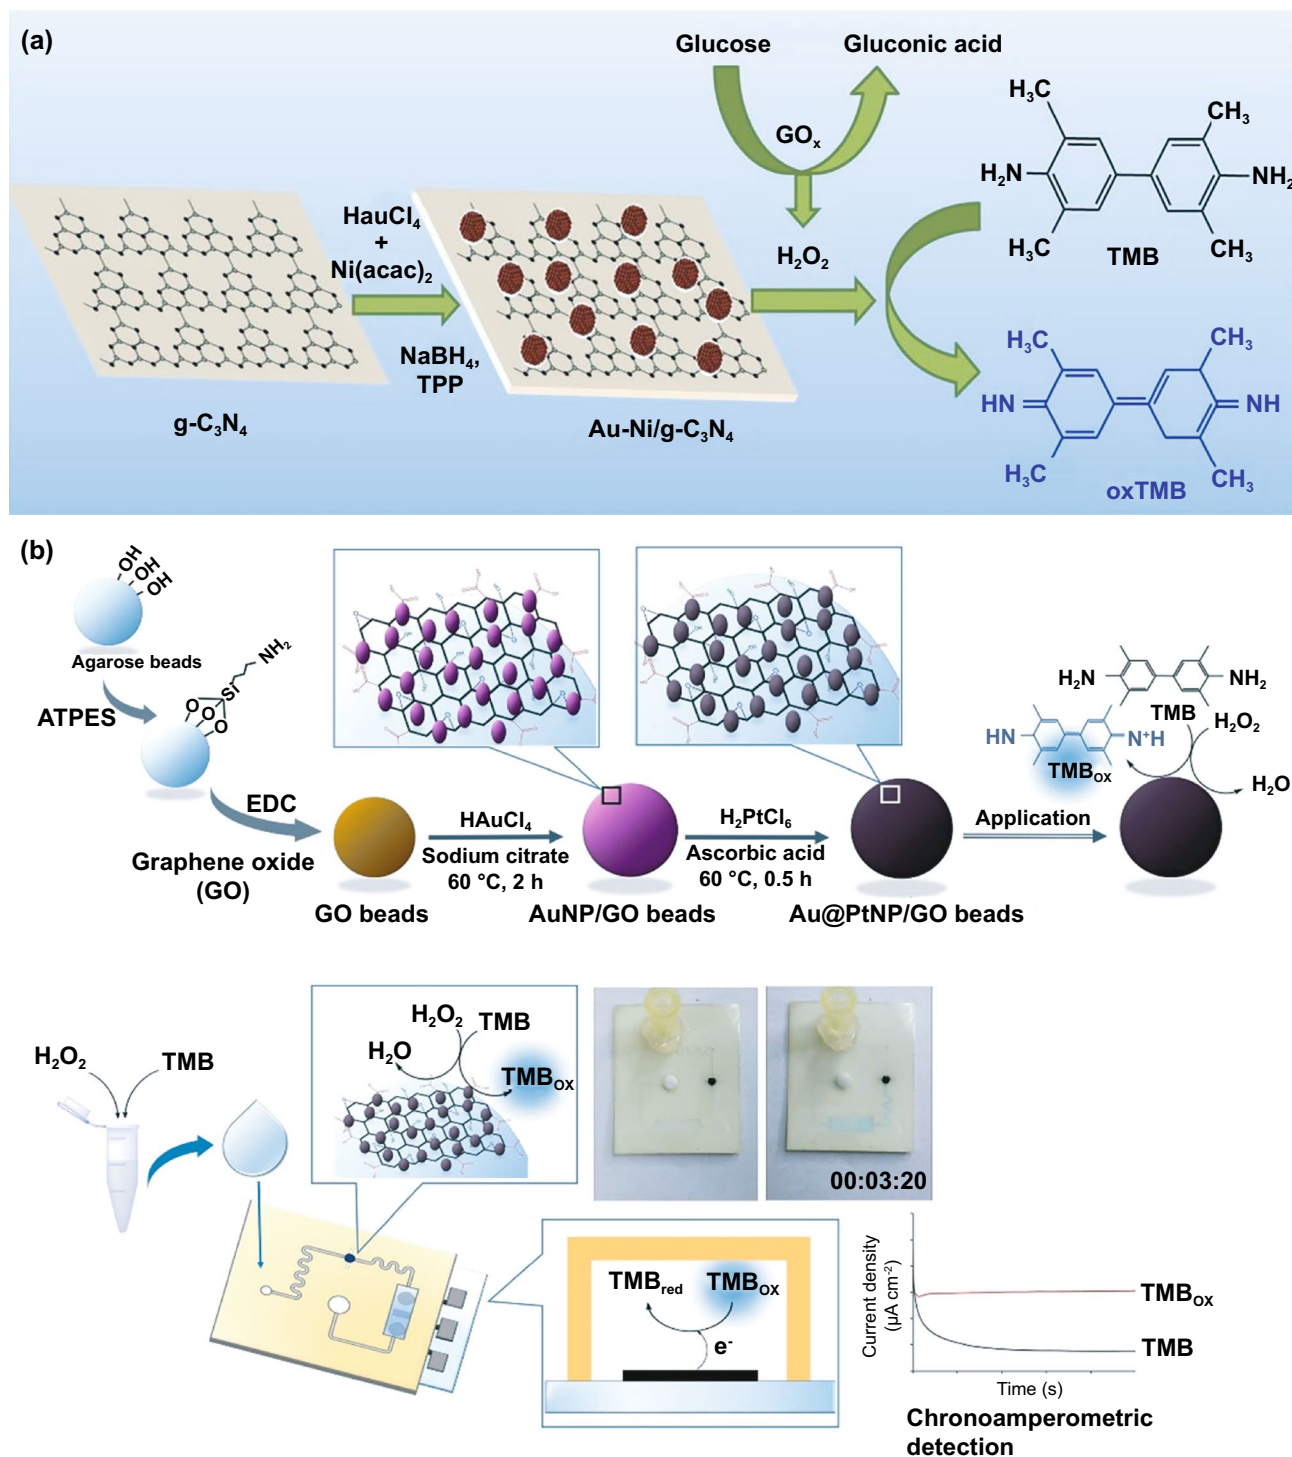 (a)
Glucose
Gluconic acid
GOₓ
H₂O₂
H₃C
CH₃
H₂N
NH₂
H₃C
CH₃
TMB
HauCl₄
+
Ni(acac)₂
NaBH₄,
TPP
g-C₃N₄
Au-Ni/g-C₃N₄
H₃C
CH₃
HN
NH
H₃C
CH₃
oxTMB
(b)
OH
OH
OH
Agarose beads
ATPES
NH₂
Si
O
O
O
EDC
Graphene oxide
(GO)
GO beads
HAuCl₄
Sodium citrate
60 °C, 2 h
AuNP/GO beads
H₂PtCl₆
Ascorbic acid
60 °C, 0.5 h
Au@PtNP/GO beads
Application
H₂N
NH₂
TMB
H₂O₂
HN
N⁺H
TMBₒₓ
H₂O
H₂O₂
TMB
H₂O₂
TMB
H₂O
TMBOX
00:03:20
TMBred
TMBOX
e⁻
Current density
(µA cm⁻²)
TMBOX
TMB
Time (s)
Chronoamperometric
detection